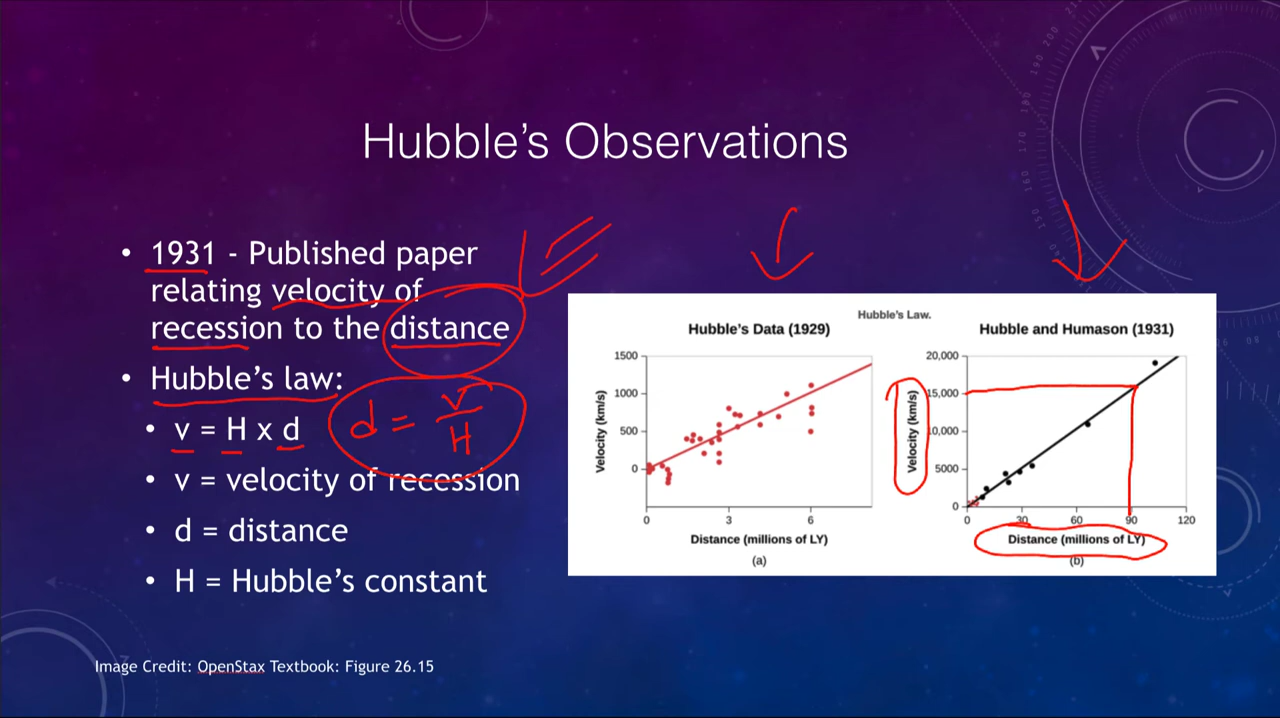 Hubble's Observations
• 1931 - Published paper
relating velocity of
recession to the distance
• Hubble's law:
• v = H x d
d = v/H
• v = velocity of recession
• d = distance
• H = Hubble's constant
Hubble's Law.
Hubble's Data (1929)
1500
1000
500
0
Velocity (km/s)
0 3 6
Distance (millions of LY)
(a)
Hubble and Humason (1931)
20,000
15,000
10,000
5000
0
Velocity (km/s)
0 30 60 90 120
Distance (millions of LY)
(b)
Image Credit: OpenStax Textbook: Figure 26.15